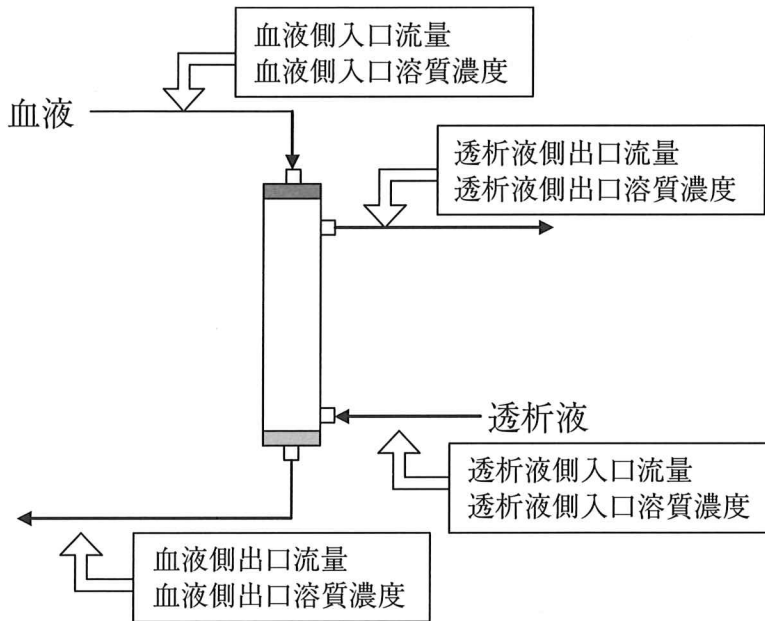 血液側入口流量
血液側入口溶質濃度
血液
透析液側出口流量
透析液側出口溶質濃度
透析液
透析液側入口流量
透析液側入口溶質濃度
血液側出口流量
血液側出口溶質濃度